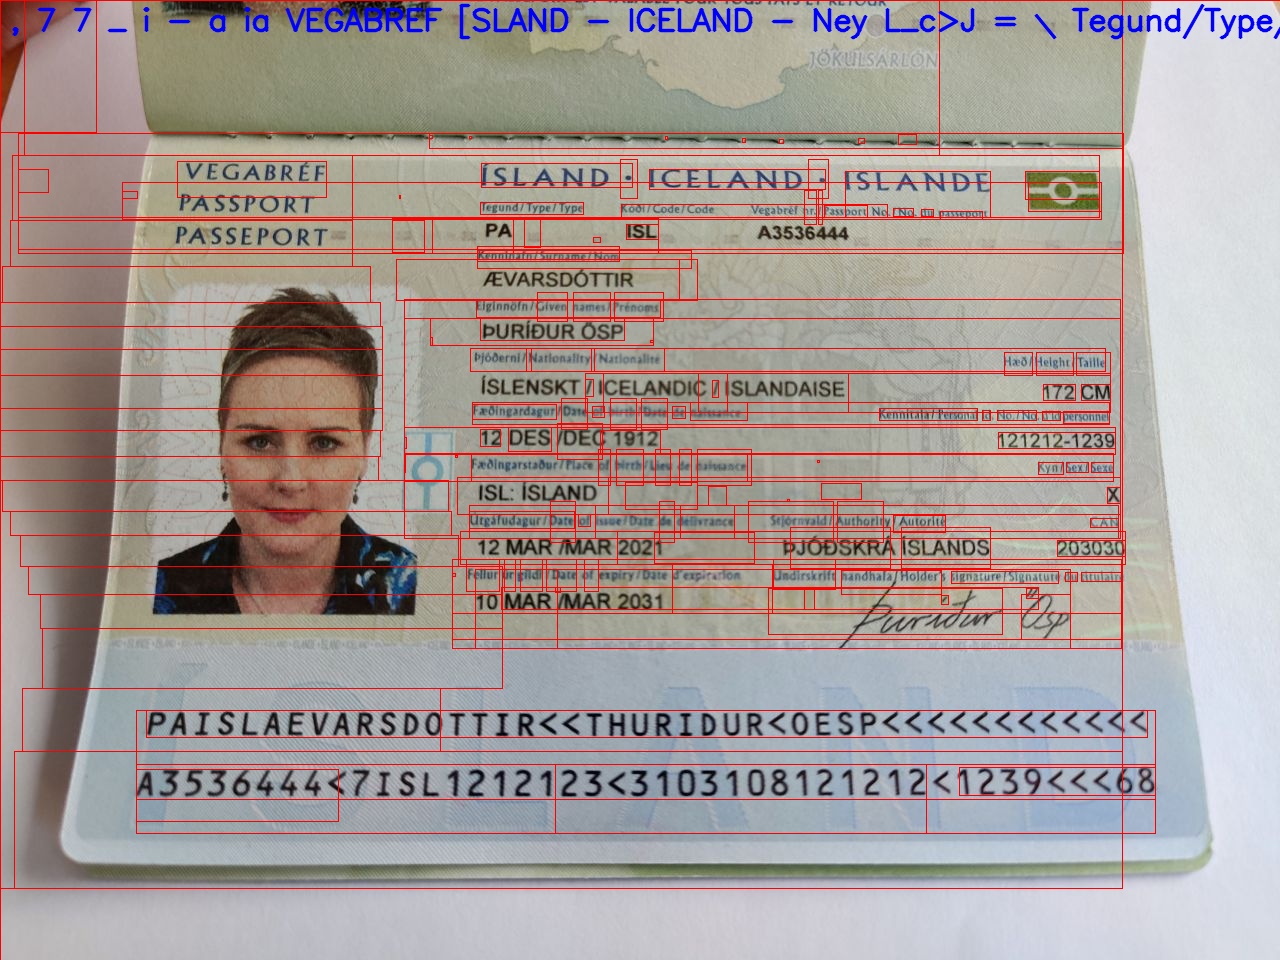 , 7 7 _ i — a ia VEGABREF [SLAND — ICELAND — Ney L_c>J = \ Tegund/Type/
JÖKULSÁRLÓN
VEGABRÉF
PASSPORT
PASSEPORT
ÍSLAND · ICELAND · ISLANDE
Tegund / Type / Type Kóði / Code / Code Vegabréf nr. / Passport No. / No. du passeport
PA ISL A3536444
Kenninafn / Surname / Nom
ÆVARSDÓTTIR
Eiginnöfn / Given names / Prénoms
ÞURÍÐUR ÖSP
Þjóðerni / Nationality / Nationalité Hæð / Height / Taille
ÍSLENSKT / ICELANDIC / ISLANDAISE 172 CM
Fæðingardagur / Date of birth / Date de naissance Kennitala / Personal id. No. / No. d'id personnel
12 DES /DEC 1912 121212-1239
Fæðingarstaður / Place of birth / Lieu de naissance Kyn / Sex / Sexe
ISL: ÍSLAND X
Útgáfudagur / Date of issue / Date de délivrance Stjórnvald / Authority / Autorité CAN
12 MAR /MAR 2021 ÞJÓÐSKRÁ ÍSLANDS 203030
Fellur úr gildi / Date of expiry / Date d'expiration Undirskrift handhafa / Holder's signature / Signature du titulaire
10 MAR /MAR 2031
Þuríður Ösp
ÍSLAND
PAISLAEVARSDOTTIR<<THURIDUR<OESP<<<<<<<<<<<<
A3536444<7ISL1212123<3103108121212<1239<<<68